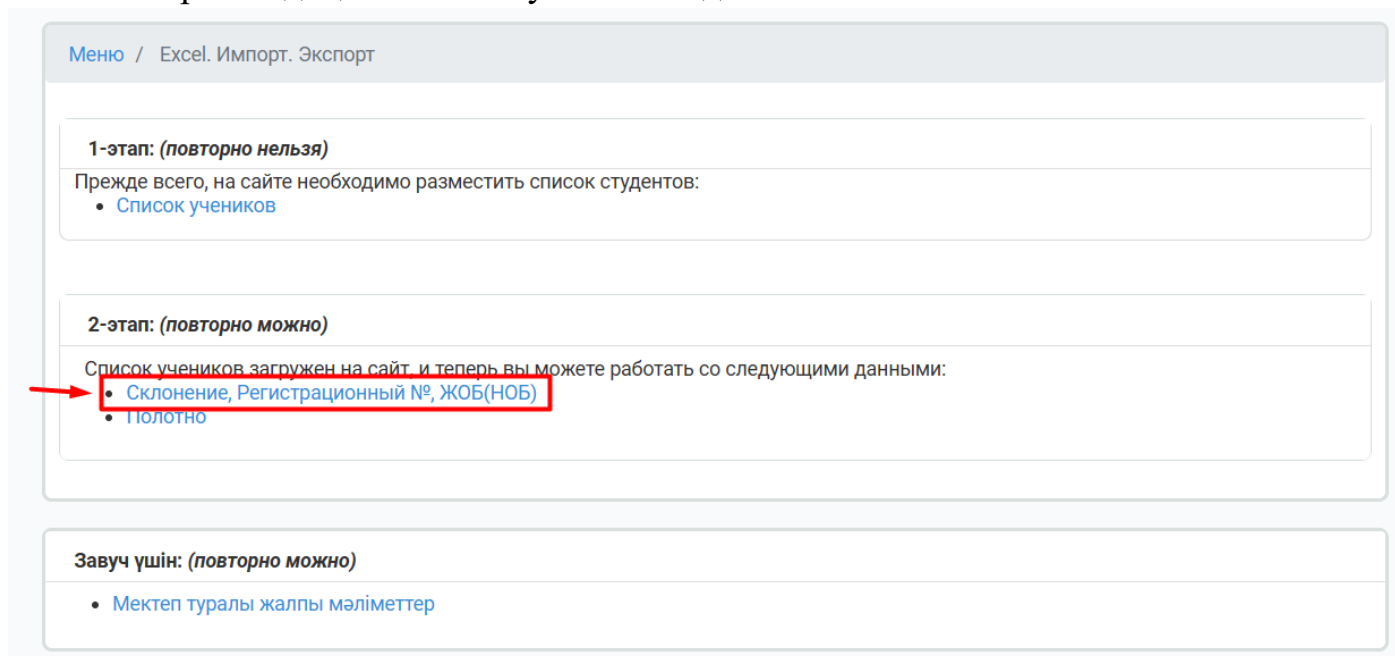 Меню / Excel. Импорт. Экспорт
1-этап: (повторно нельзя)
Прежде всего, на сайте необходимо разместить список студентов:
• Список учеников
2-этап: (повторно можно)
Список учеников загружен на сайт, и теперь вы можете работать со следующими данными:
• Склонение, Регистрационный №, ЖОБ(НОБ)
• Полотно
Завуч үшін: (повторно можно)
• Мектеп туралы жалпы мәліметтер